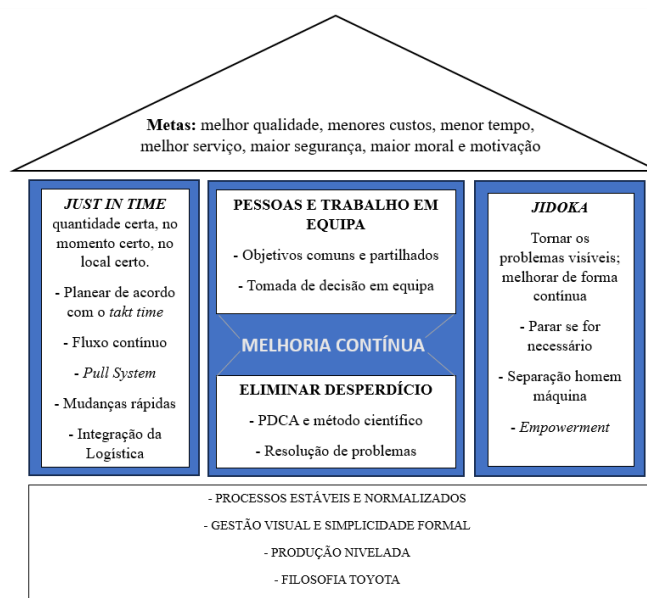 Metas: melhor qualidade, menores custos, menor tempo,
melhor serviço, maior segurança, maior moral e motivação
JUST IN TIME
quantidade certa, no
momento certo, no
local certo.
- Planear de acordo
com o takt time
- Fluxo contínuo
- Pull System
- Mudanças rápidas
- Integração da
Logística
PESSOAS E TRABALHO EM
EQUIPA
- Objetivos comuns e partilhados
- Tomada de decisão em equipa
MELHORIA CONTÍNUA
ELIMINAR DESPERDÍCIO
- PDCA e método científico
- Resolução de problemas
JIDOKA
Tornar os
problemas visíveis;
melhorar de forma
contínua
- Parar se for
necessário
- Separação homem
máquina
- Empowerment
- PROCESSOS ESTÁVEIS E NORMALIZADOS
- GESTÃO VISUAL E SIMPLICIDADE FORMAL
- PRODUÇÃO NIVELADA
- FILOSOFIA TOYOTA